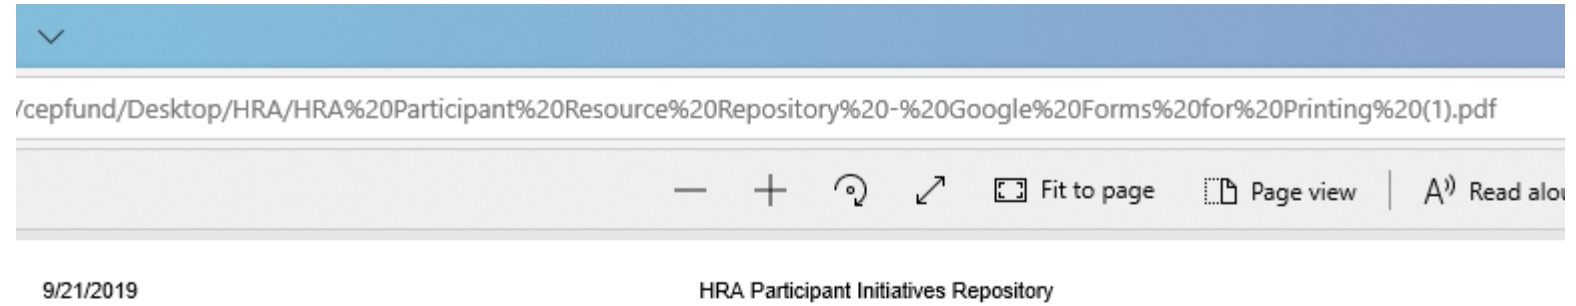 /cepfund/Desktop/HRA/HRA%20Participant%20Resource%20Repository%20-%20Google%20Forms%20for%20Printing%20(1).pdf
Fit to page Page view A Read alou
9/21/2019 HRA Participant Initiatives Repository